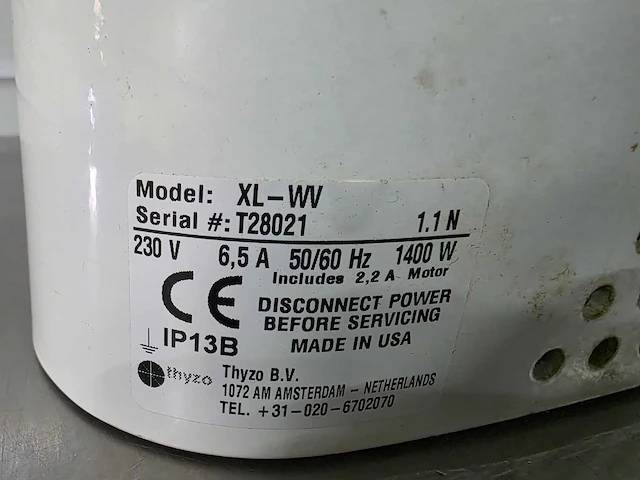 Model: XL-WV
Serial #: T28021 1.1 N
230 V 6,5 A 50/60 Hz 1400 W
Includes 2,2 A Motor
CE DISCONNECT POWER
BEFORE SERVICING
IP13B MADE IN USA
thyzo Thyzo B.V.
1072 AM AMSTERDAM - NETHERLANDS
TEL. +31-020-6702070